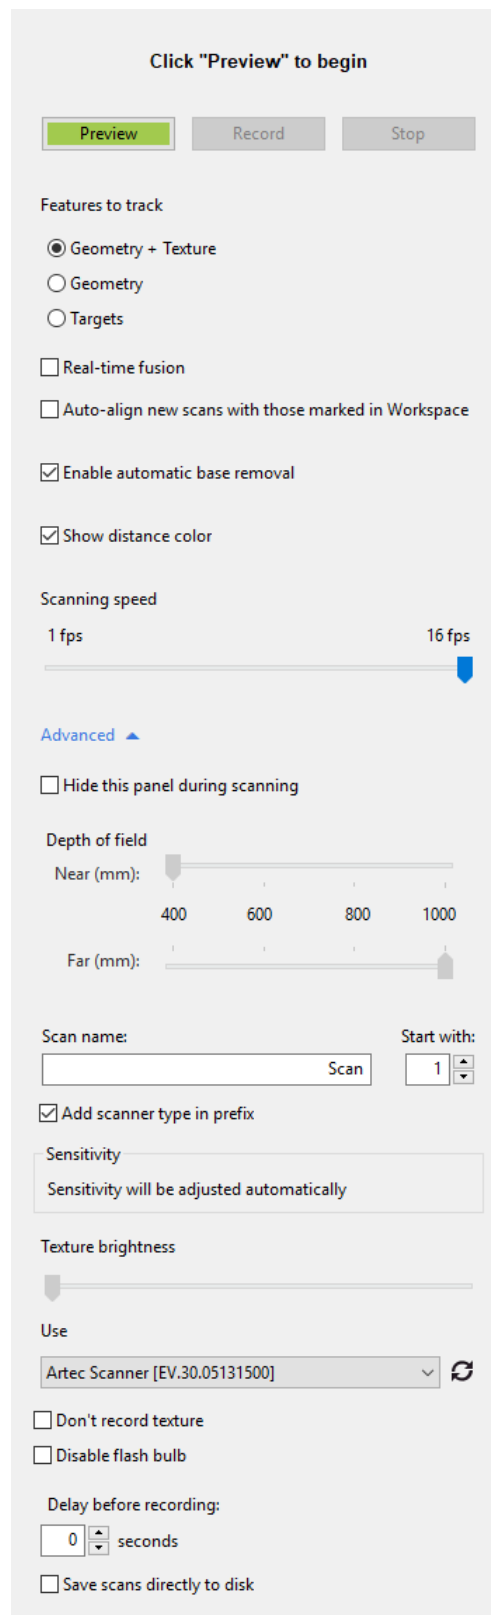 Click "Preview" to begin
Preview Record Stop
Features to track
Geometry + Texture
Geometry
Targets
Real-time fusion
Auto-align new scans with those marked in Workspace
Enable automatic base removal
Show distance color
Scanning speed
1 fps 16 fps
Advanced
Hide this panel during scanning
Depth of field
Near (mm):
400 600 800 1000
Far (mm):
Scan name: Start with:
Scan 1
Add scanner type in prefix
Sensitivity
Sensitivity will be adjusted automatically
Texture brightness
Use
Artec Scanner [EV.30.05131500]
Don't record texture
Disable flash bulb
Delay before recording:
0 seconds
Save scans directly to disk